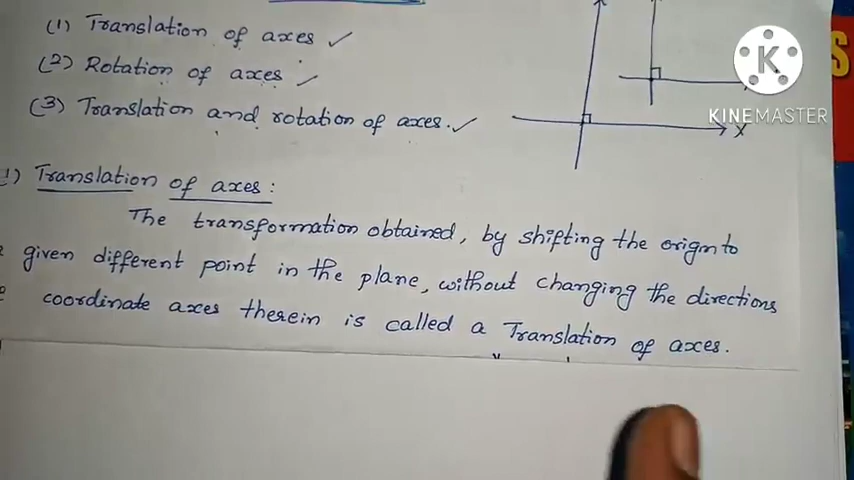 (1) Translation of axes ✓
(2) Rotation of axes ✓
(3) Translation and rotation of axes. ✓
X
K
KINEMASTER
1) Translation of axes :
The transformation obtained, by shifting the origin to
given different point in the plane, without changing the directions
coordinate axes therein is called a Translation of axes.